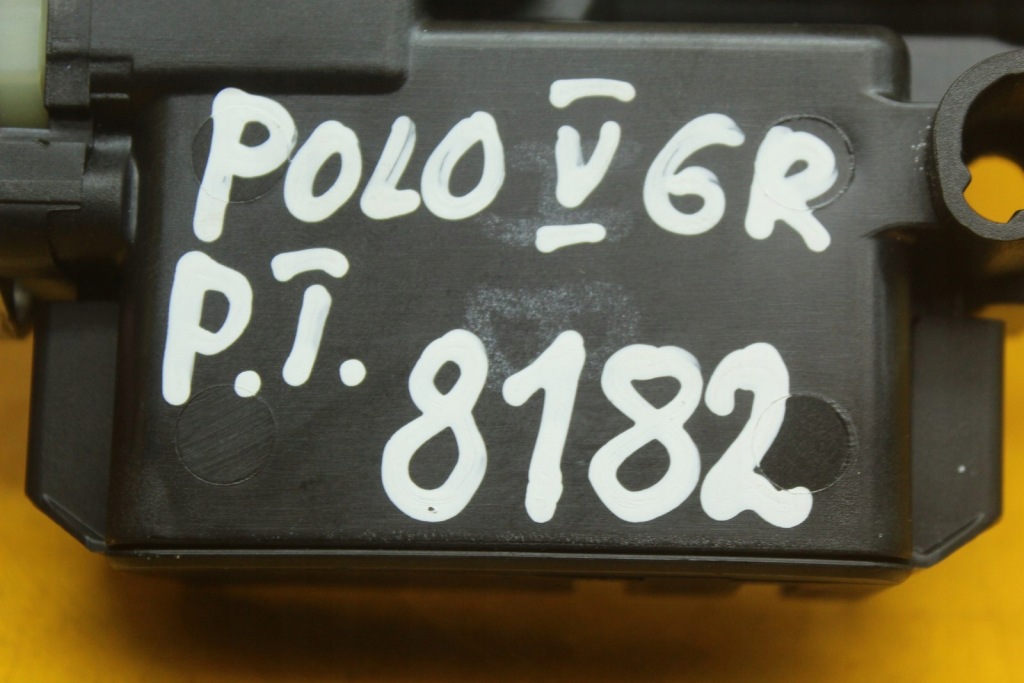 POLO V 6R
P.T.
8182